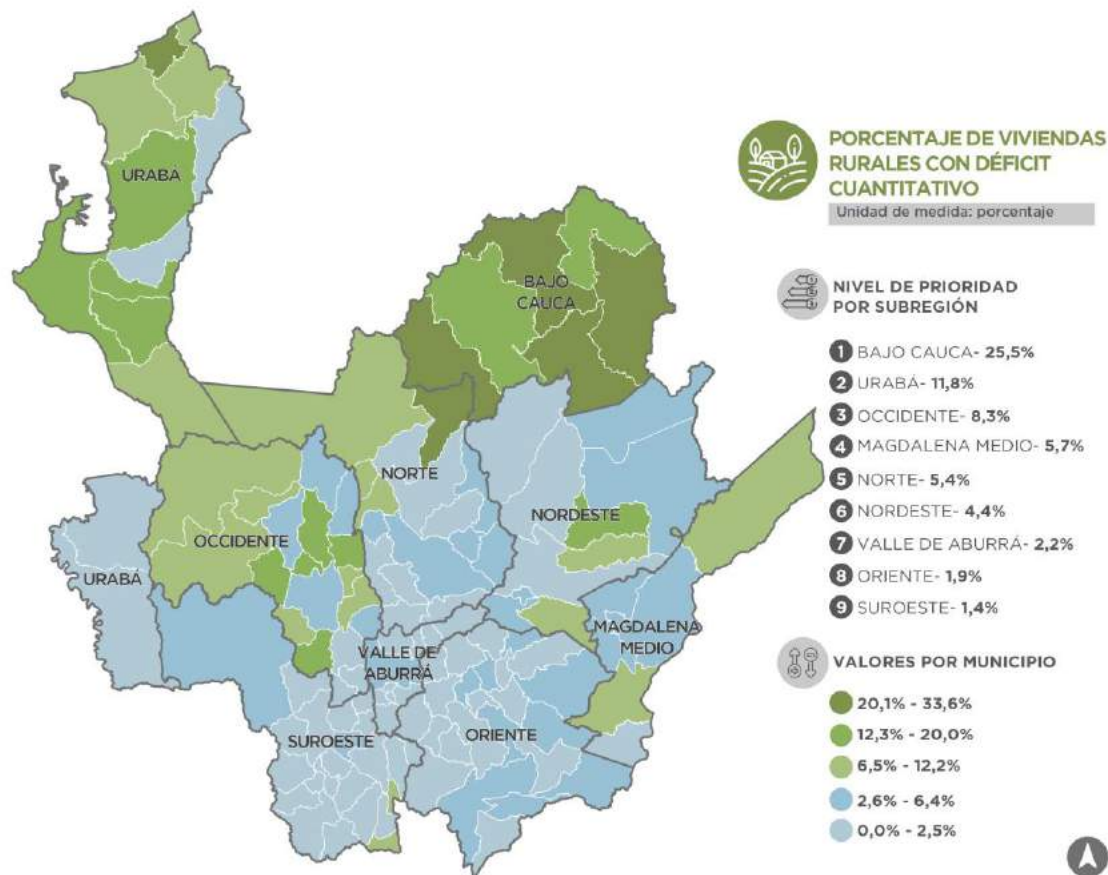 PORCENTAJE DE VIVIENDAS
RURALES CON DÉFICIT
CUANTITATIVO
Unidad de medida: porcentaje
NIVEL DE PRIORIDAD
POR SUBREGIÓN
1 BAJO CAUCA- 25,5%
2 URABÁ- 11,8%
3 OCCIDENTE- 8,3%
4 MAGDALENA MEDIO- 5,7%
5 NORTE- 5,4%
6 NORDESTE- 4,4%
7 VALLE DE ABURRÁ- 2,2%
8 ORIENTE- 1,9%
9 SUROESTE- 1,4%
VALORES POR MUNICIPIO
20,1% - 33,6%
12,3% - 20,0%
6,5% - 12,2%
2,6% - 6,4%
0,0% - 2,5%
URABÁ
BAJO
CAUCA
NORTE
NORDESTE
OCCIDENTE
URABÁ
MAGDALENA
MEDIO
VALLE DE
ABURRÁ
SUROESTE
ORIENTE